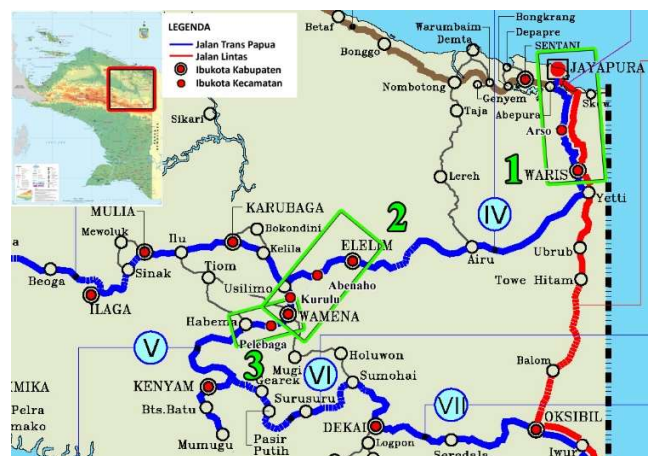 LEGENDA
Jalan Trans Papua
Jalan Lintas
Ibukota Kabupaten
Ibukota Kecamatan
Betaf
Bonggo
Warumbaim
Demta
Bongkrang
Depapre
SENTANI
JAYAPURA
Nombotong
Genyem
Abepura
Skew
Taja
Arso
Sikari
1
WARIS
Lereh
Yetti
IV
MULIA
KARUBAGA
2
Mewoluk
Ilu
Bokondini
Kelila
ELELIM
Airu
Ubrub
Beoga
Sinak
Tiom
Usilimo
Abenaho
Towe Hitam
ILAGA
Kurulu
Habema
WAMENA
V
Pelebaga
3
Mugi
VI
Holuwon
Balom
KENYAM
Gearek
Sumohai
VII
Pelra
Bts.Batu
Surusuru
OKSIBIL
Mumugu
Pasir
Putih
DEKAI
Logpon
Seredala
Iwur